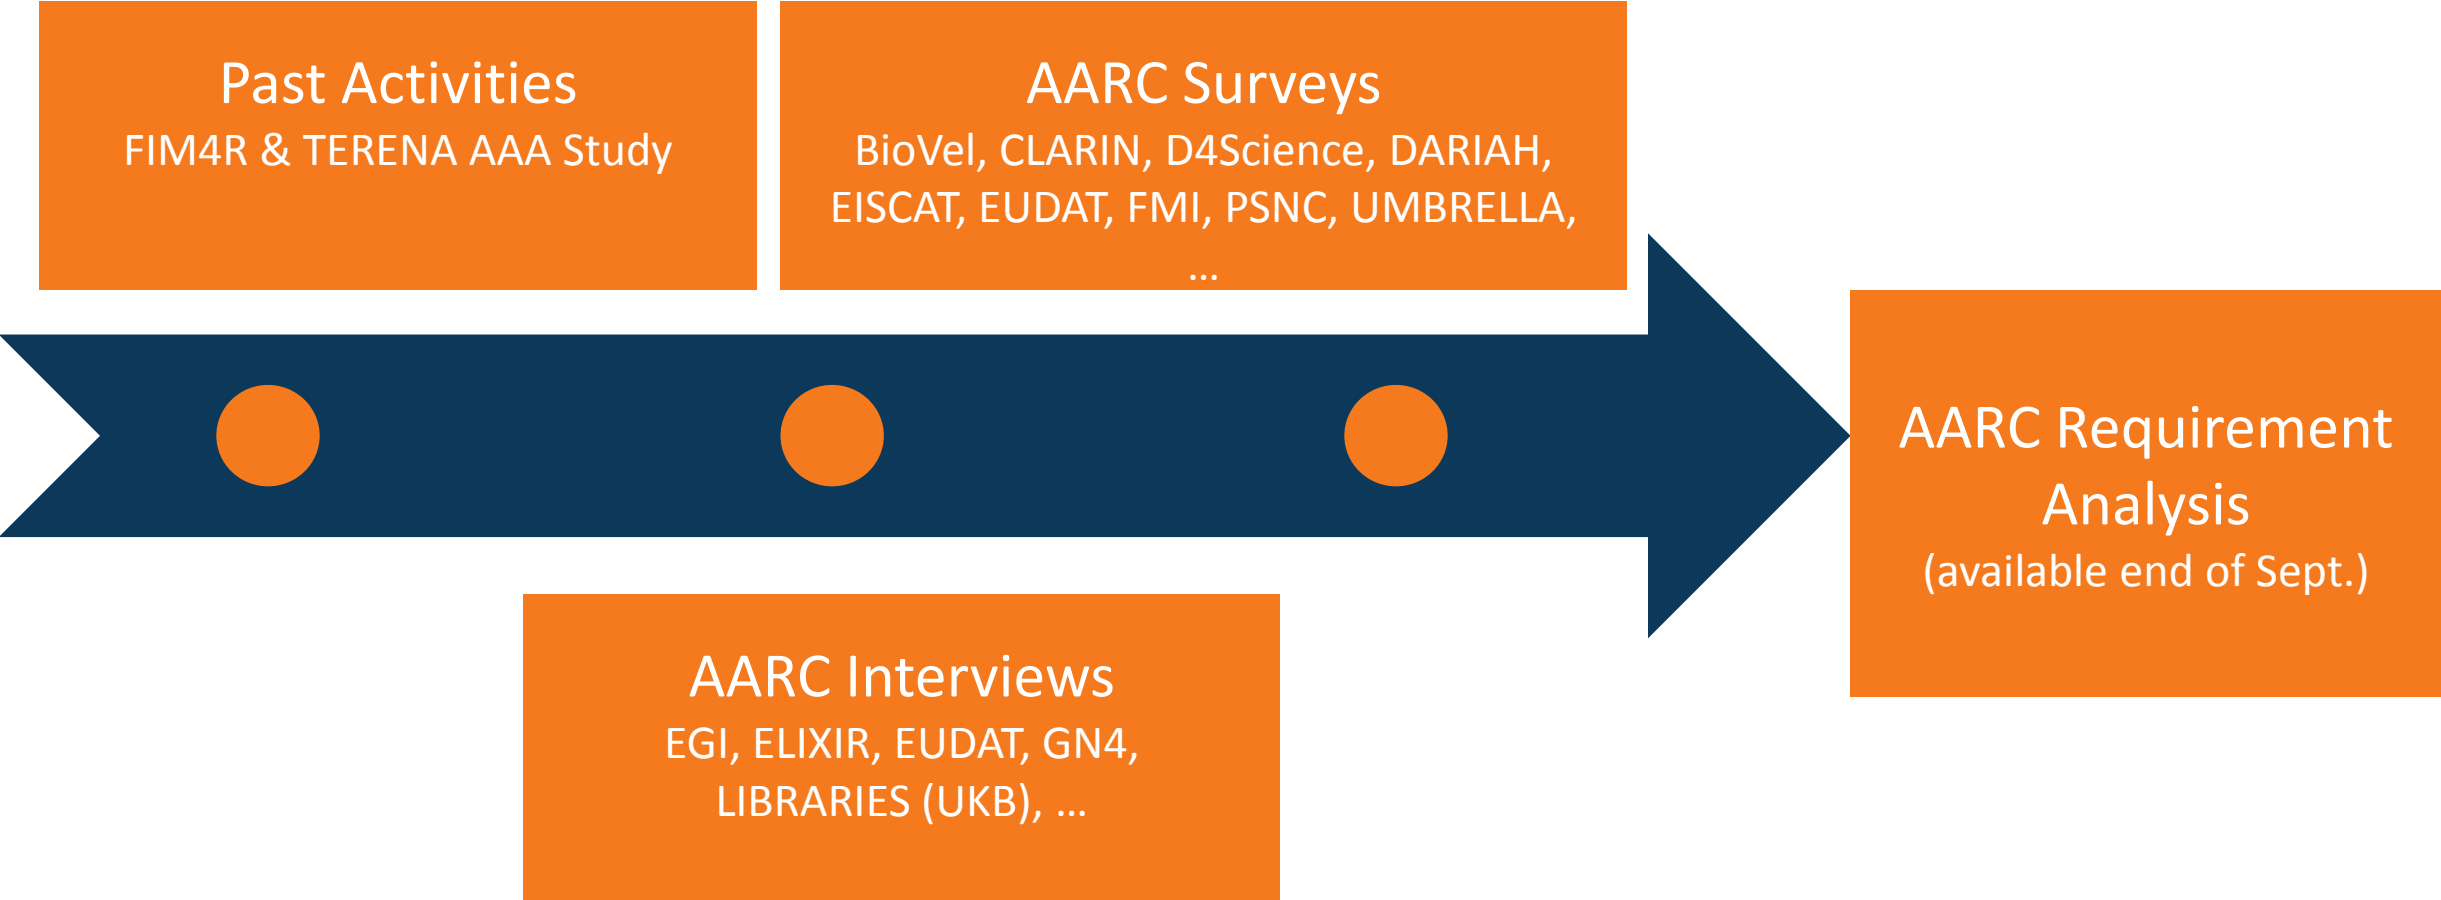 Past Activities
FIM4R & TERENA AAA Study
AARC Surveys
BioVel, CLARIN, D4Science, DARIAH,
EISCAT, EUDAT, FMI, PSNC, UMBRELLA,
...
AARC Interviews
EGI, ELIXIR, EUDAT, GN4,
LIBRARIES (UKB), ...
AARC Requirement
Analysis
(available end of Sept.)